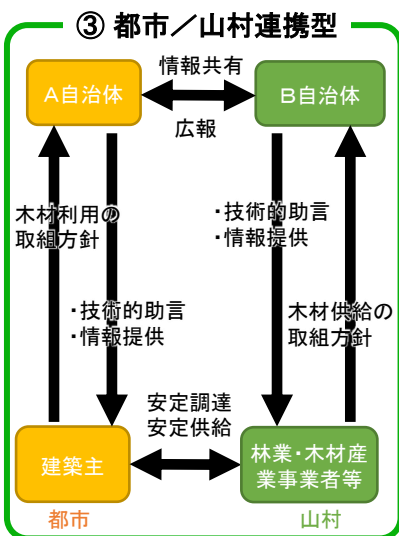 ③ 都市／山村連携型
情報共有
A自治体
B自治体
広報
木材利用の
取組方針
・技術的助言
・情報提供
・技術的助言
・情報提供
木材供給の
取組方針
安定調達
安定供給
建築主
林業・木材産
業事業者等
都市
山村